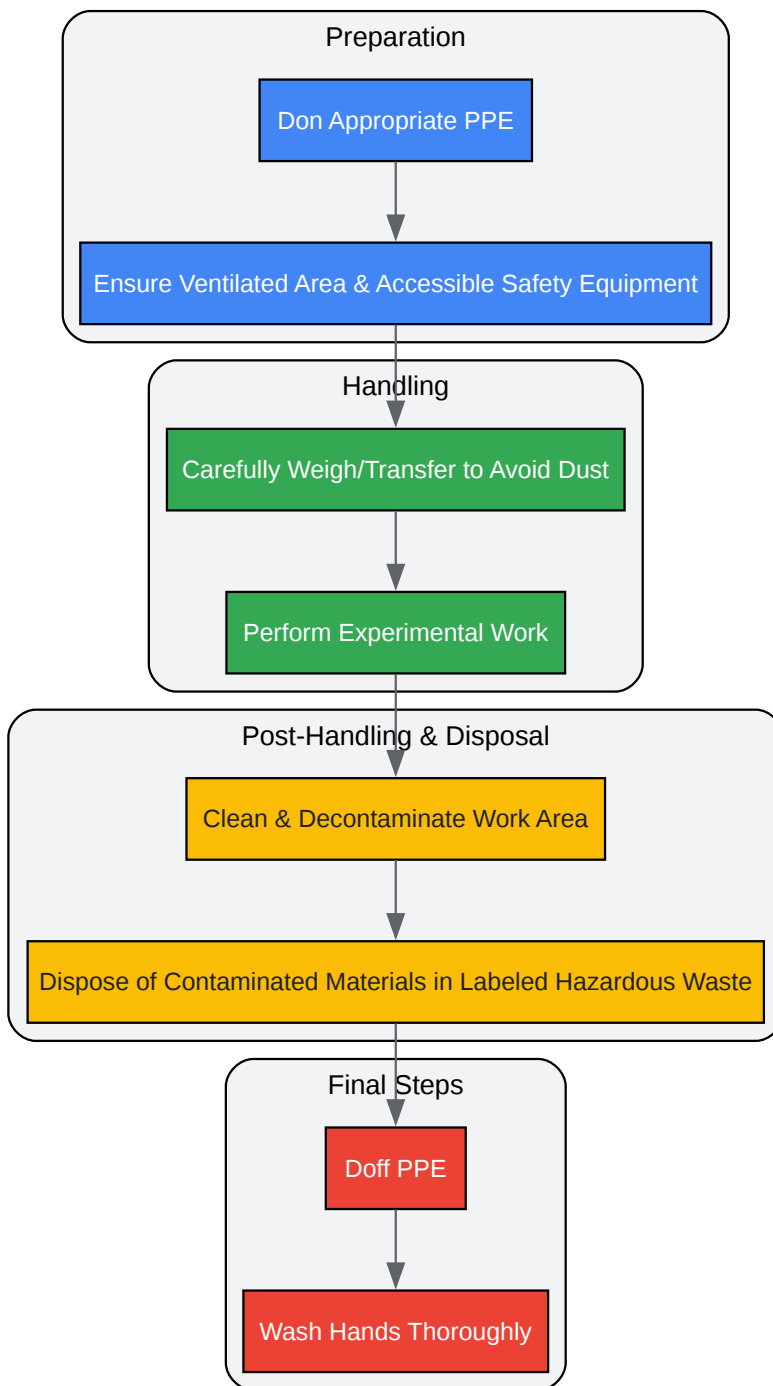 Preparation
Don Appropriate PPE
Ensure Ventilated Area & Accessible Safety Equipment
Handling
Carefully Weigh/Transfer to Avoid Dust
Perform Experimental Work
Post-Handling & Disposal
Clean & Decontaminate Work Area
Dispose of Contaminated Materials in Labeled Hazardous Waste
Final Steps
Doff PPE
Wash Hands Thoroughly